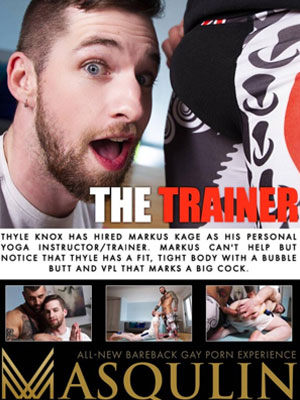 THE TRAINER
THYLE KNOX HAS HIRED MARKUS KAGE AS HIS PERSONAL
YOGA INSTRUCTOR/TRAINER. MARKUS CAN'T HELP BUT
NOTICE THAT THYLE HAS A FIT, TIGHT BODY WITH A BUBBLE
BUTT AND VPL THAT MARKS A BIG COCK.
ALL-NEW BAREBACK GAY PORN EXPERIENCE
MASQULIN